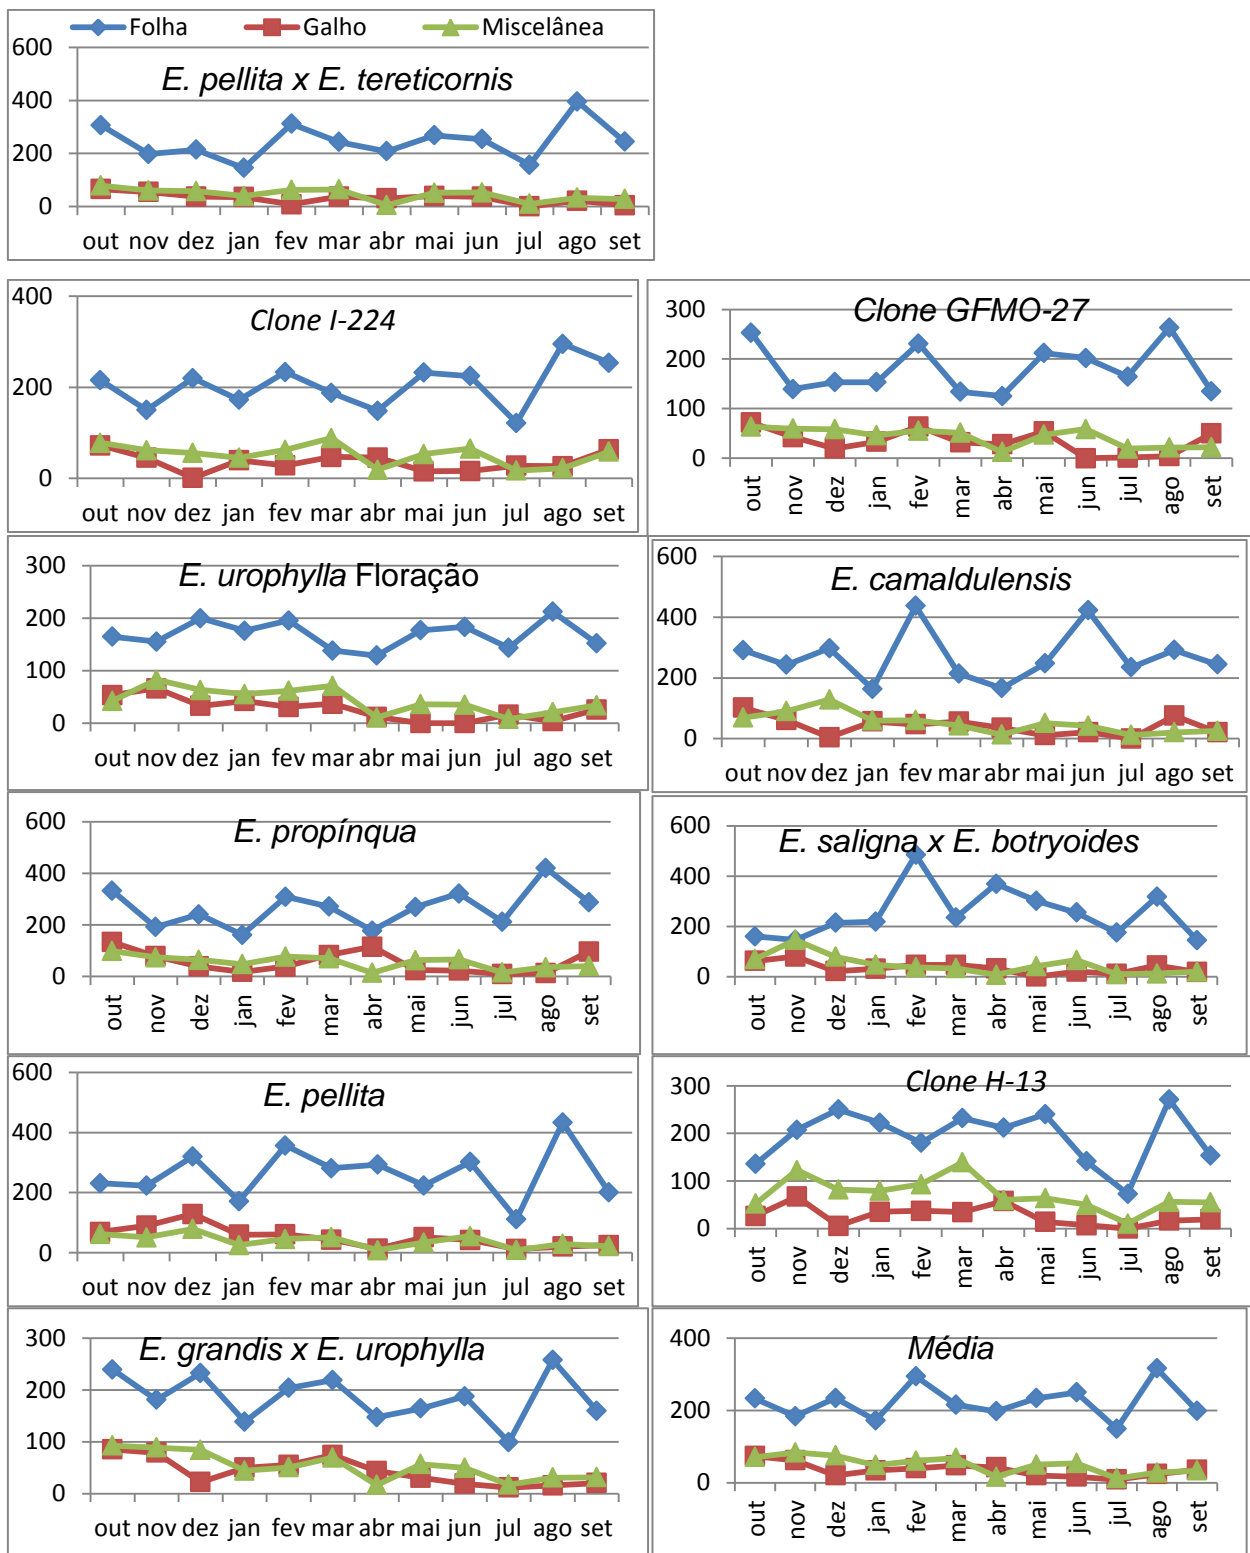 Folha Galho Miscelânea
600
E. pellita x E. tereticornis
400
200
0
out nov dez jan fev mar abr mai jun jul ago set
400
Clone I-224
200
0
out nov dez jan fev mar abr mai jun jul ago set
300
Clone GFMO-27
200
100
0
out nov dez jan fev mar abr mai jun jul ago set
300
E. urophylla Floração
200
100
0
out nov dez jan fev mar abr mai jun jul ago set
600
E. camaldulensis
400
200
0
out nov dez jan fev mar abr mai jun jul ago set
600
E. propínqua
400
200
0
out nov dez jan fev mar abr mai jun jul ago set
600
E. saligna x E. botryoides
400
200
0
out nov dez jan fev mar abr mai jun jul ago set
600
E. pellita
400
200
0
out nov dez jan fev mar abr mai jun jul ago set
Clone H-13
300
200
100
0
out nov dez jan fev mar abr mai jun jul ago set
300
E. grandis x E. urophylla
200
100
0
out nov dez jan fev mar abr mai jun jul ago set
400
Média
200
0
out nov dez jan fev mar abr mai jun jul ago set